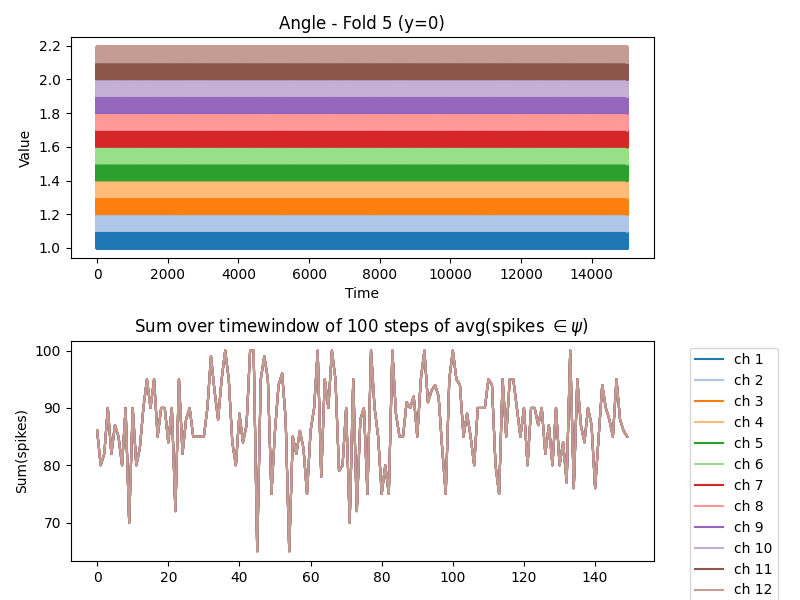 Angle - Fold 5 (y=0)
2.2
2.0
1.8
1.6
1.4
1.2
1.0
Value
0 2000 4000 6000 8000 10000 12000 14000
Time
Sum over timewindow of 100 steps of avg(spikes ∈ ψ)
100
90
80
70
Sum(spikes)
0 20 40 60 80 100 120 140
ch 1
ch 2
ch 3
ch 4
ch 5
ch 6
ch 7
ch 8
ch 9
ch 10
ch 11
ch 12